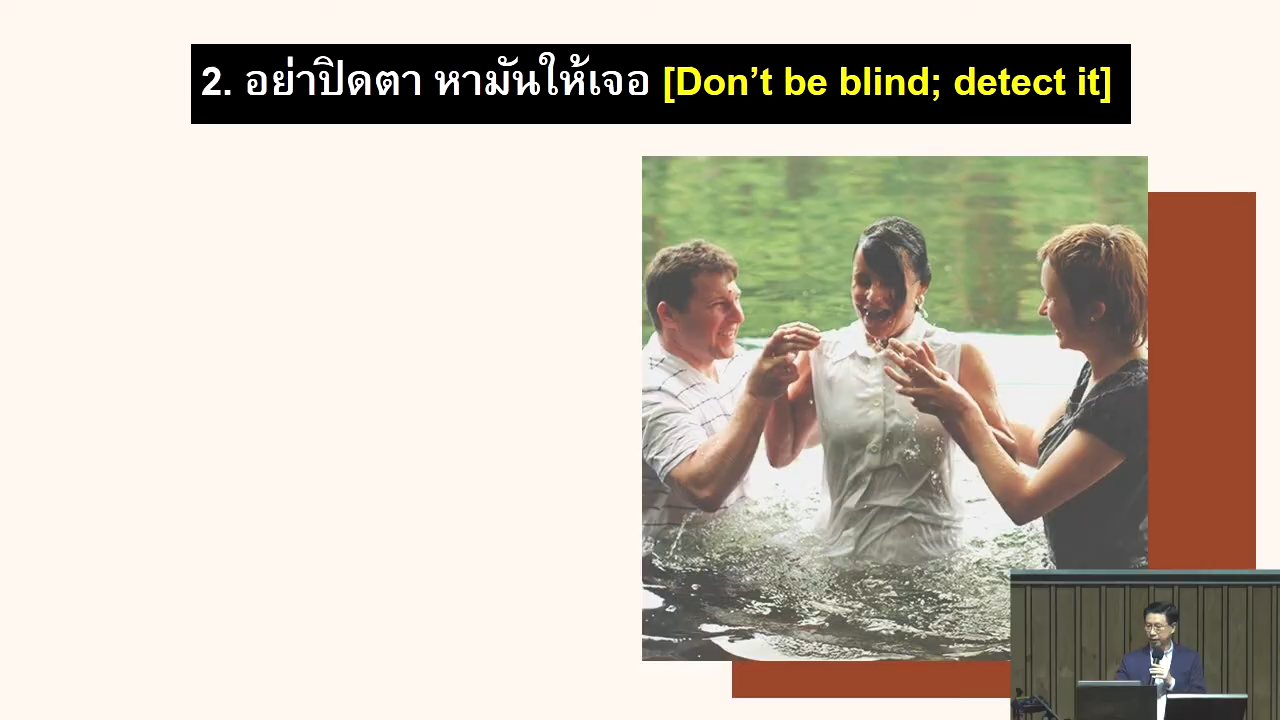 2. อย่าปิดตา หามันให้เจอ [Don’t be blind; detect it]